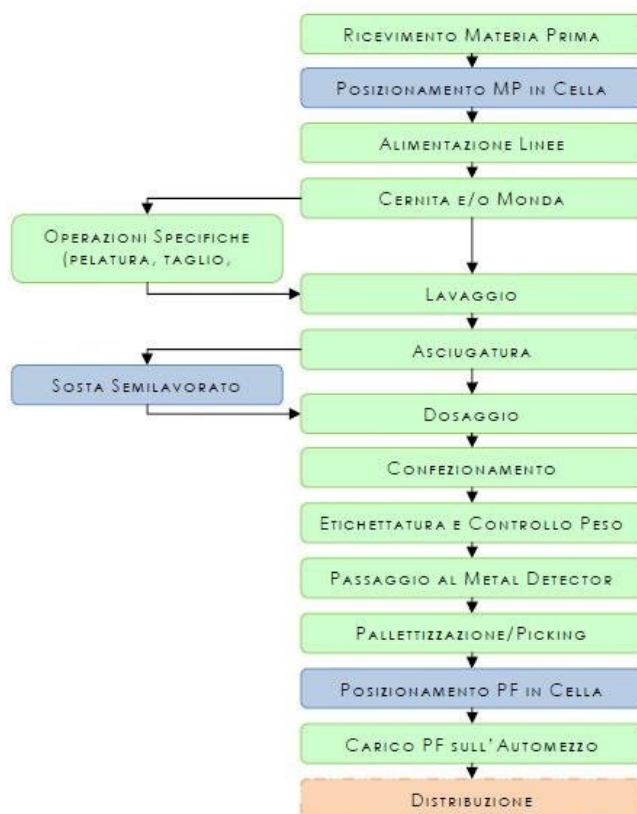 Ricevimento Materia Prima
Posizionamento MP in Cella
Alimentazione Linee
Cernita e/o Monda
Operazioni Specifiche
(pelatura, taglio,
Lavaggio
Asciugatura
Sosta Semilavorato
Dosaggio
Confezionamento
Etichettatura e Controllo Peso
Passaggio al Metal Detector
Pallettizzazione/Picking
Posizionamento PF in Cella
Carico PF sull'Automezzo
Distribuzione